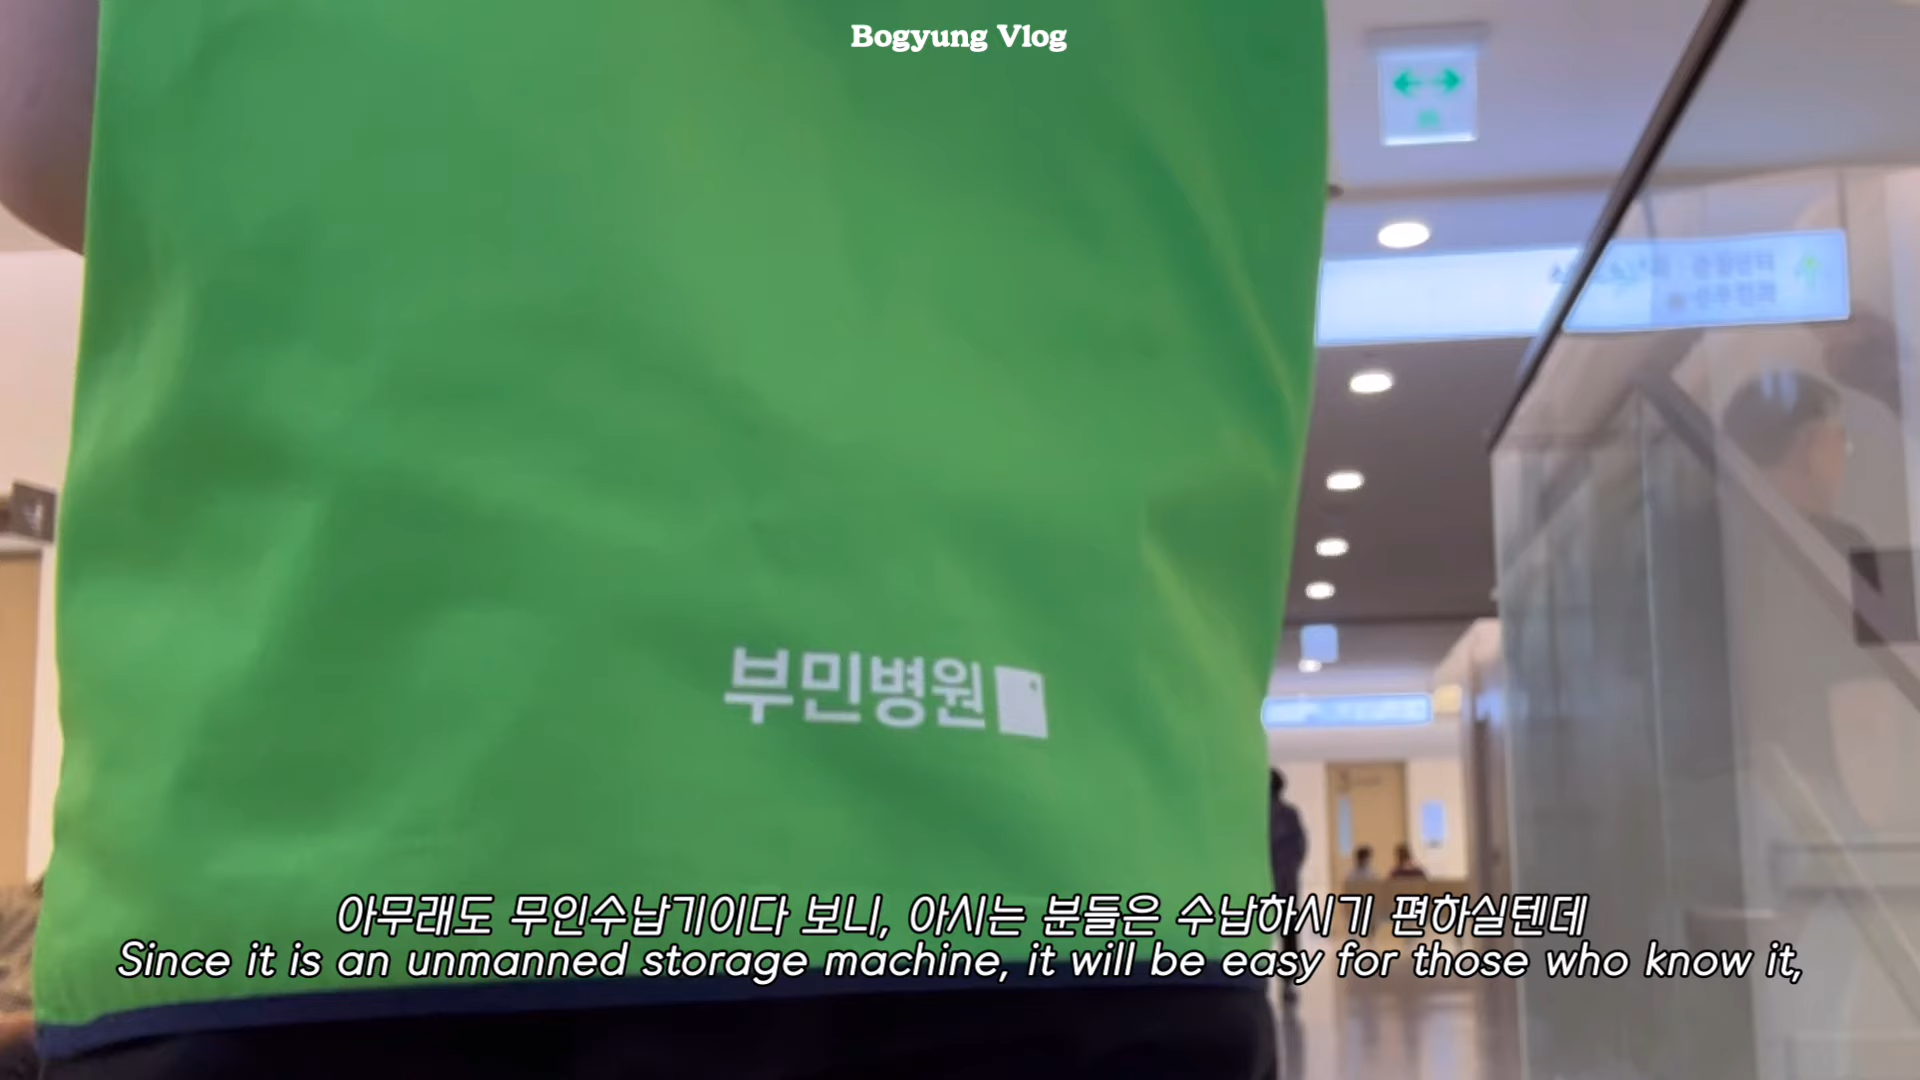 Bogyung Vlog
부민병원
아무래도 무인수납기이다 보니, 아시는 분들은 수납하시기 편하실텐데
Since it is an unmanned storage machine, it will be easy for those who know it,